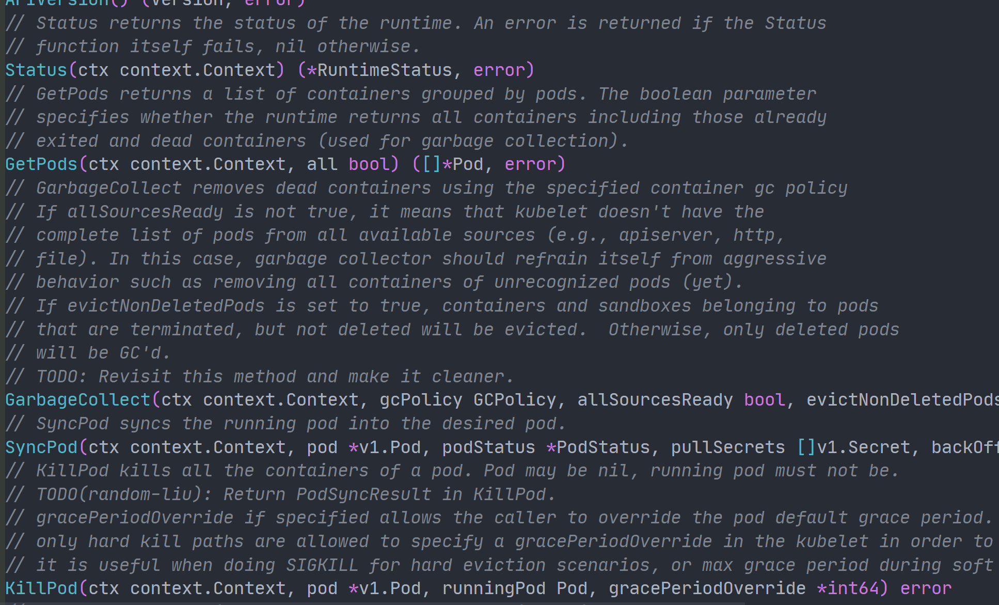 APIVersion() (Version, error)
// Status returns the status of the runtime. An error is returned if the Status
// function itself fails, nil otherwise.
Status(ctx context.Context) (*RuntimeStatus, error)
// GetPods returns a list of containers grouped by pods. The boolean parameter
// specifies whether the runtime returns all containers including those already
// exited and dead containers (used for garbage collection).
GetPods(ctx context.Context, all bool) ([]*Pod, error)
// GarbageCollect removes dead containers using the specified container gc policy
// If allSourcesReady is not true, it means that kubelet doesn't have the
// complete list of pods from all available sources (e.g., apiserver, http,
// file). In this case, garbage collector should refrain itself from aggressive
// behavior such as removing all containers of unrecognized pods (yet).
// If evictNonDeletedPods is set to true, containers and sandboxes belonging to pods
// that are terminated, but not deleted will be evicted.  Otherwise, only deleted pods
// will be GC'd.
// TODO: Revisit this method and make it cleaner.
GarbageCollect(ctx context.Context, gcPolicy GCPolicy, allSourcesReady bool, evictNonDeletedPods
// SyncPod syncs the running pod into the desired pod.
SyncPod(ctx context.Context, pod *v1.Pod, podStatus *PodStatus, pullSecrets []v1.Secret, backOff
// KillPod kills all the containers of a pod. Pod may be nil, running pod must not be.
// TODO(random-liu): Return PodSyncResult in KillPod.
// gracePeriodOverride if specified allows the caller to override the pod default grace period.
// only hard kill paths are allowed to specify a gracePeriodOverride in the kubelet in order to
// it is useful when doing SIGKILL for hard eviction scenarios, or max grace period during soft
KillPod(ctx context.Context, pod *v1.Pod, runningPod Pod, gracePeriodOverride *int64) error